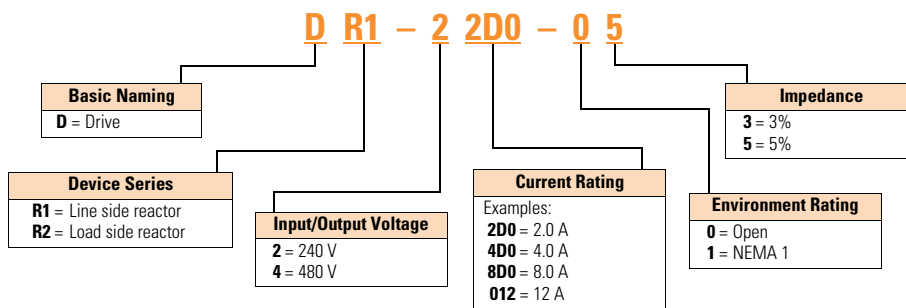 D R1 – 2 2D0 – 0 5
Basic Naming
D = Drive
Device Series
R1 = Line side reactor
R2 = Load side reactor
Input/Output Voltage
2 = 240 V
4 = 480 V
Current Rating
Examples:
2D0 = 2.0 A
4D0 = 4.0 A
8D0 = 8.0 A
012 = 12 A
Environment Rating
0 = Open
1 = NEMA 1
Impedance
3 = 3%
5 = 5%